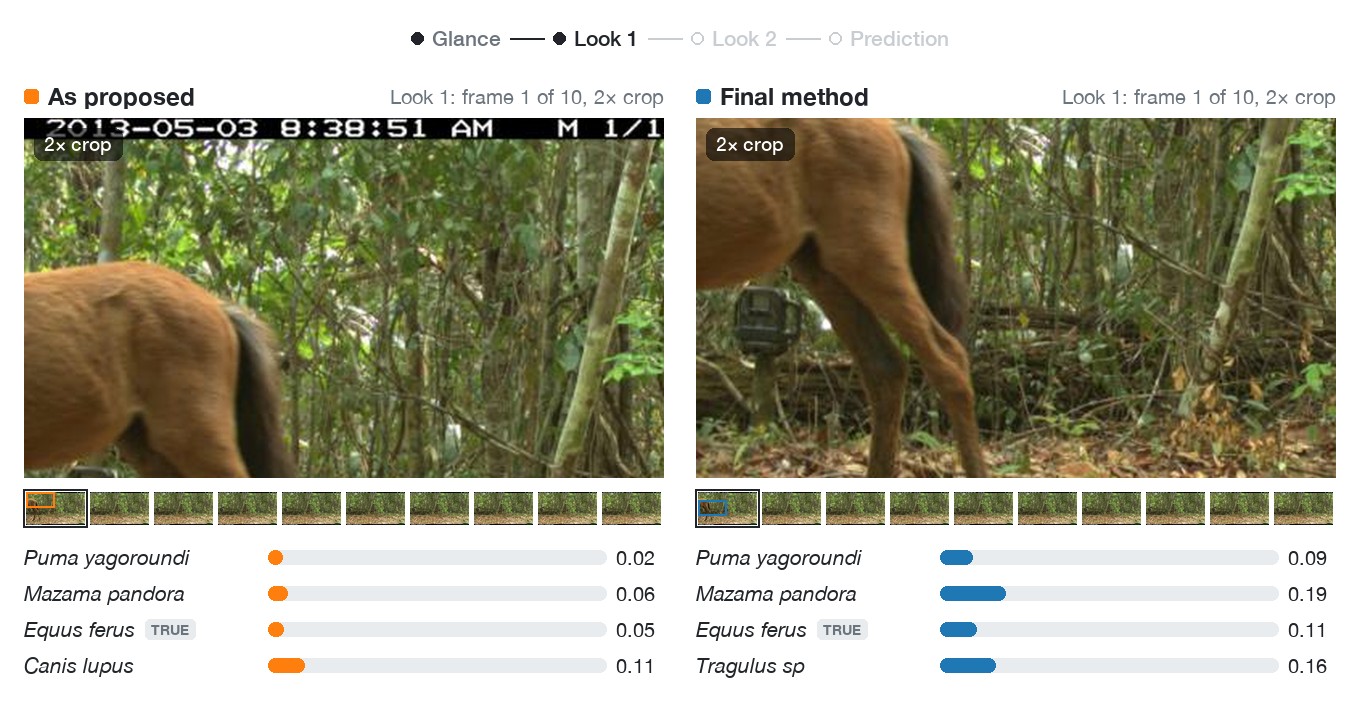 Glance Look 1 Look 2 Prediction
As proposed Look 1: frame 1 of 10, 2× crop
2013-05-03 8:38:51 AM M 1/1
2× crop
Puma yagoroundi 0.02
Mazama pandora 0.06
Equus ferus TRUE 0.05
Canis lupus 0.11
Final method Look 1: frame 1 of 10, 2× crop
2× crop
Puma yagoroundi 0.09
Mazama pandora 0.19
Equus ferus TRUE 0.11
Tragulus sp 0.16